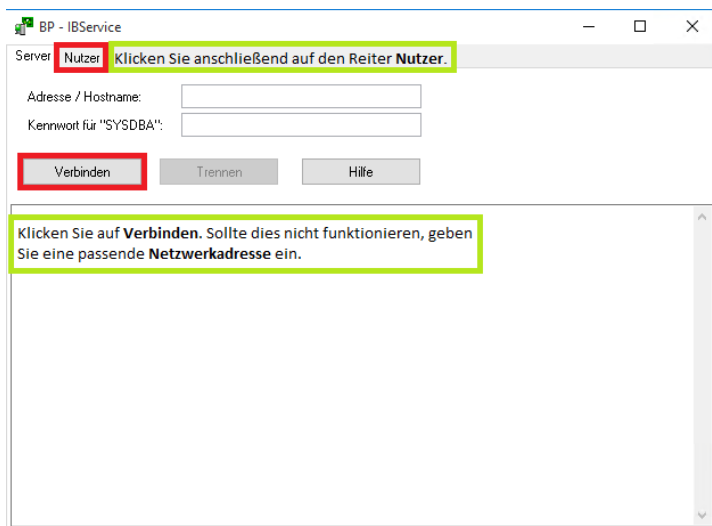 BP - IBService
Server Nutzer Klicken Sie anschließend auf den Reiter Nutzer.
Adresse / Hostname:
Kennwort für "SYSDBA":
Verbinden Trennen Hilfe
Klicken Sie auf Verbinden. Sollte dies nicht funktionieren, geben
Sie eine passende Netzwerkadresse ein.